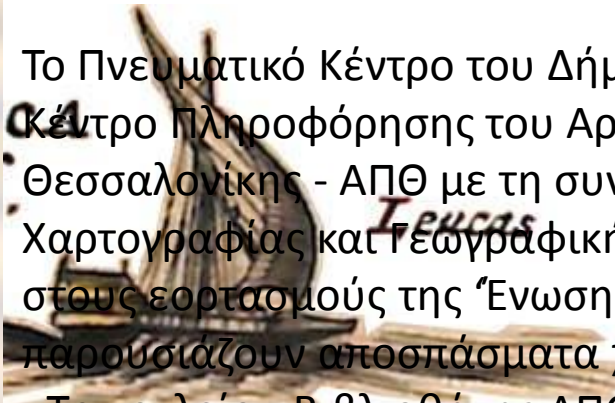 Το Πνευματικό Κέντρο του Δήμ
Κέντρο Πληροφόρησης του Αρ
Θεσσαλονίκης - ΑΠΘ με τη συν
Χαρτογραφίας και Γεωγραφική
Leucas
στους εορτασμούς της Ένωση
παρουσιάζουν αποσπάσματα